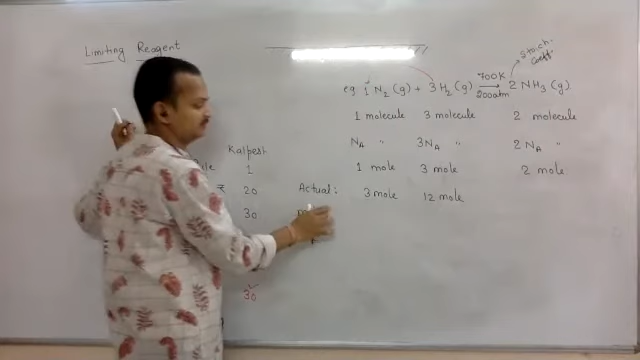 Limiting Reagent
Stoich. Coeff.
eg 1 N₂ (g) + 3 H₂ (g) ⟶ 2 NH₃ (g)
700K
200atm
1 molecule 3 molecule 2 molecule
N_A " 3N_A " 2 N_A "
Kalpesh
1 mole 3 mole 2 mole
1
₹ 20
Actual: 3 mole 12 mole
30
30